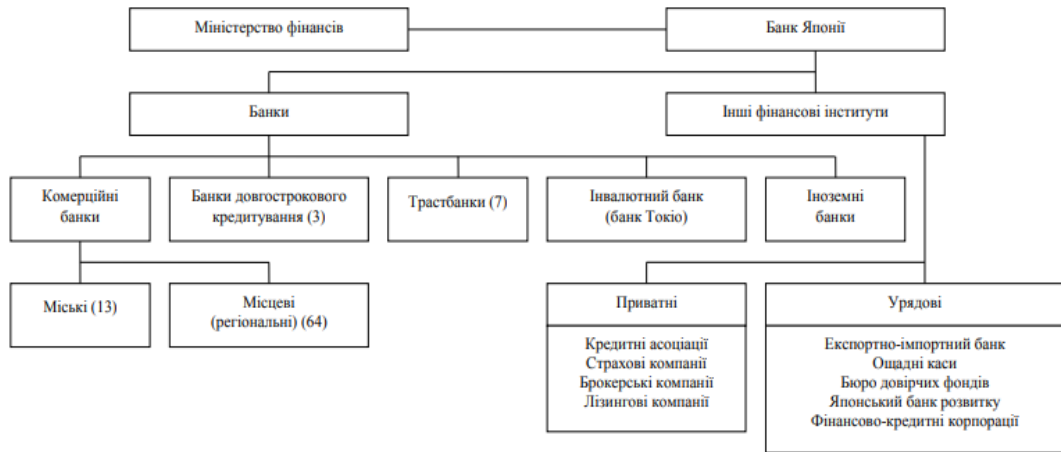 Міністерство фінансів
Банк Японії
Банки
Інші фінансові інститути
Комерційні
банки
Банки довгострокового
кредитування (3)
Трастбанки (7)
Інвалютний банк
(банк Токіо)
Іноземні
банки
Міські (13)
Місцеві
(регіональні) (64)
Приватні
Кредитні асоціації
Страхові компанії
Брокерські компанії
Лізингові компанії
Урядові
Експортно-імпортний банк
Ощадні каси
Бюро довірчих фондів
Японський банк розвитку
Фінансово-кредитні корпорації